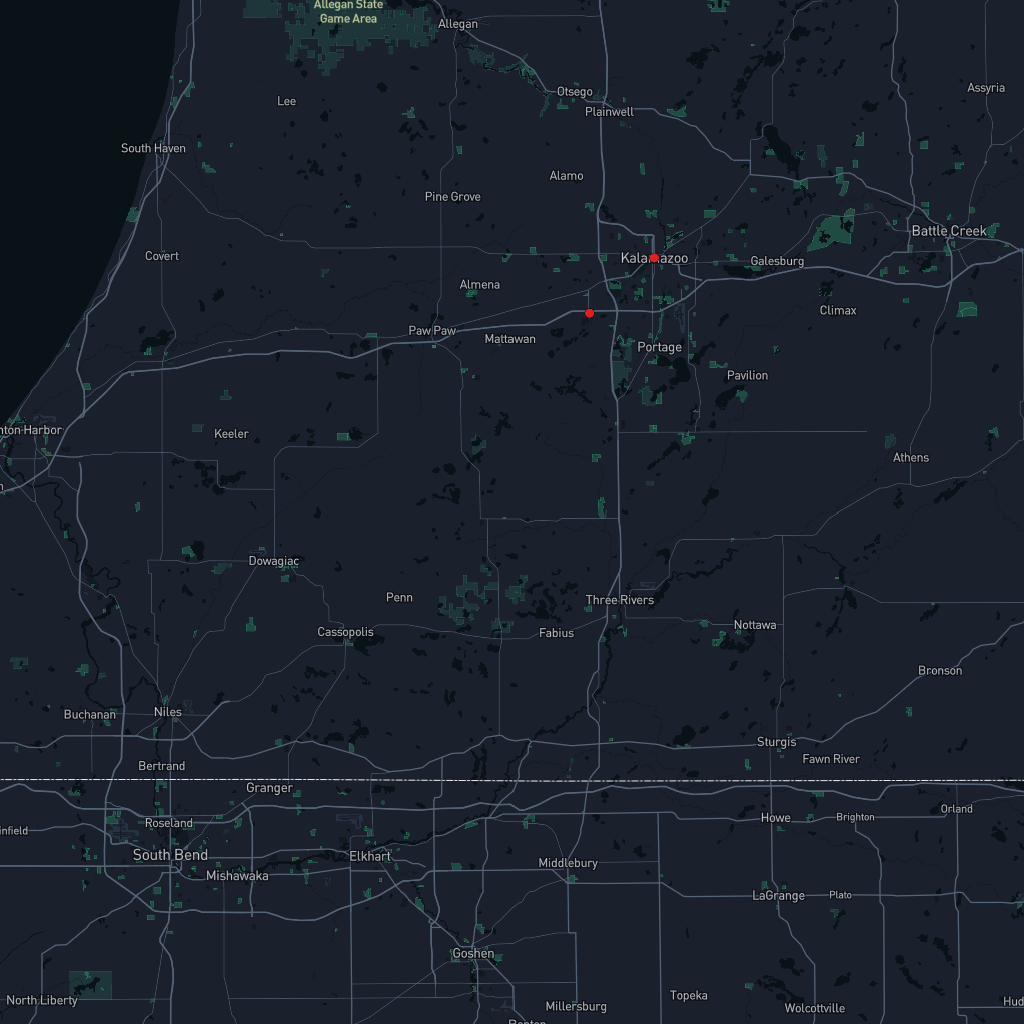 Allegan State
Game Area
Allegan
Otsego
Assyria
Lee
Plainwell
South Haven
Alamo
Pine Grove
Battle Creek
Covert
Kalamazoo
Galesburg
Almena
Climax
Paw Paw
Mattawan
Portage
Pavilion
nton Harbor
Keeler
Athens
n
Dowagiac
Penn
Three Rivers
Nottawa
Cassopolis
Fabius
Bronson
Buchanan
Niles
Sturgis
Fawn River
Bertrand
Granger
Orland
Howe
Brighton
Roseland
infield
South Bend
Elkhart
Middlebury
Mishawaka
LaGrange
Plato
Goshen
Topeka
North Liberty
Millersburg
Wolcottville
Hud